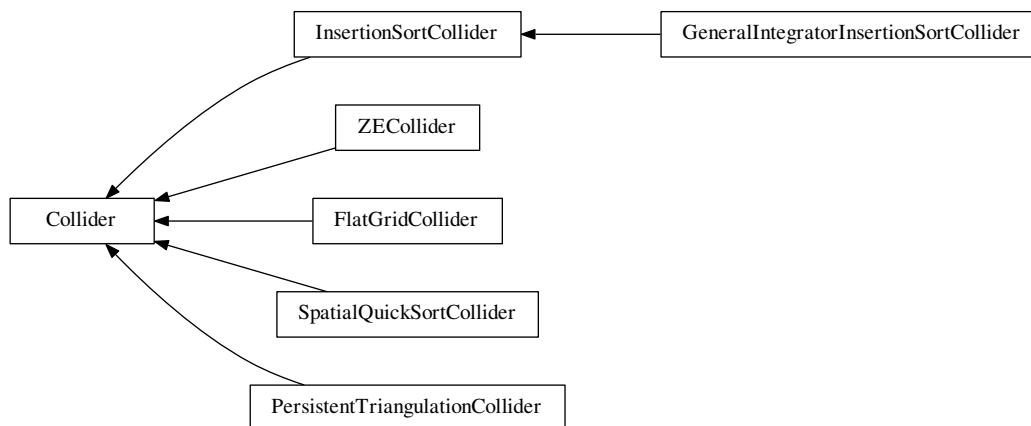 InsertionSortCollider
GeneralIntegratorInsertionSortCollider
ZECollider
Collider
FlatGridCollider
SpatialQuickSortCollider
PersistentTriangulationCollider